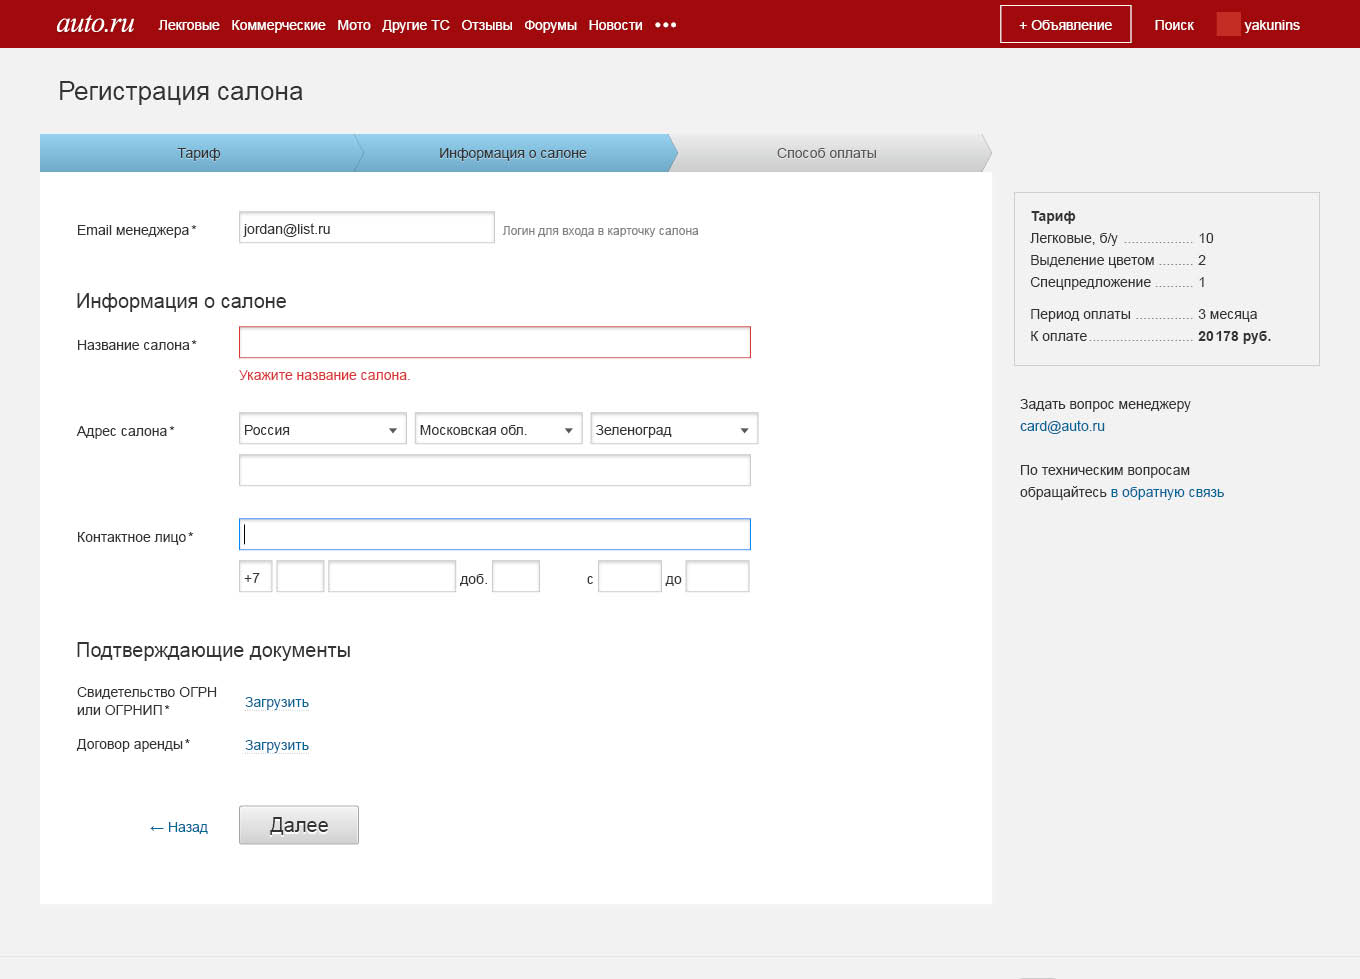 auto.ru Леговые Коммерческие Мото Другие ТС Отзывы Форумы Новости ••• + Объявление Поиск yakunins
Регистрация салона
Тариф Информация о салоне Способ оплаты
Email менеджера* jordan@list.ru Логин для входа в карточку салона
Информация о салоне
Название салона*
Укажите название салона.
Адрес салона* Россия Московская обл. Зеленоград
Контактное лицо*
+7 доб. с до
Подтверждающие документы
Свидетельство ОГРН
или ОГРНИП* Загрузить
Договор аренды* Загрузить
← Назад Далее
Тариф
Легковые, б/у .................. 10
Выделение цветом ......... 2
Спецпредложение .......... 1
Период оплаты ............... 3 месяца
К оплате........................... 20 178 руб.
Задать вопрос менеджеру
card@auto.ru
По техническим вопросам
обращайтесь в обратную связь